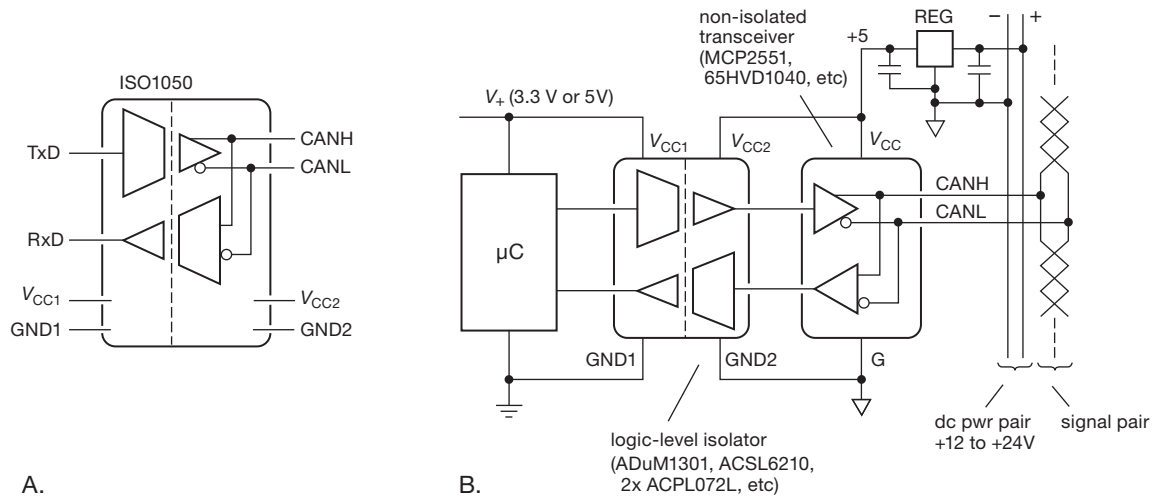 ISO1050
TxD
CANH
CANL
RxD
VCC1
VCC2
GND1
GND2
A.
non-isolated
transceiver
(MCP2551,
65HVD1040, etc)
+5
REG
– +
V+ (3.3 V or 5V)
VCC1
VCC2
VCC
µC
CANH
CANL
GND1
GND2
G
logic-level isolator
(ADuM1301, ACSL6210,
2x ACPL072L, etc)
dc pwr pair
+12 to +24V
signal pair
B.